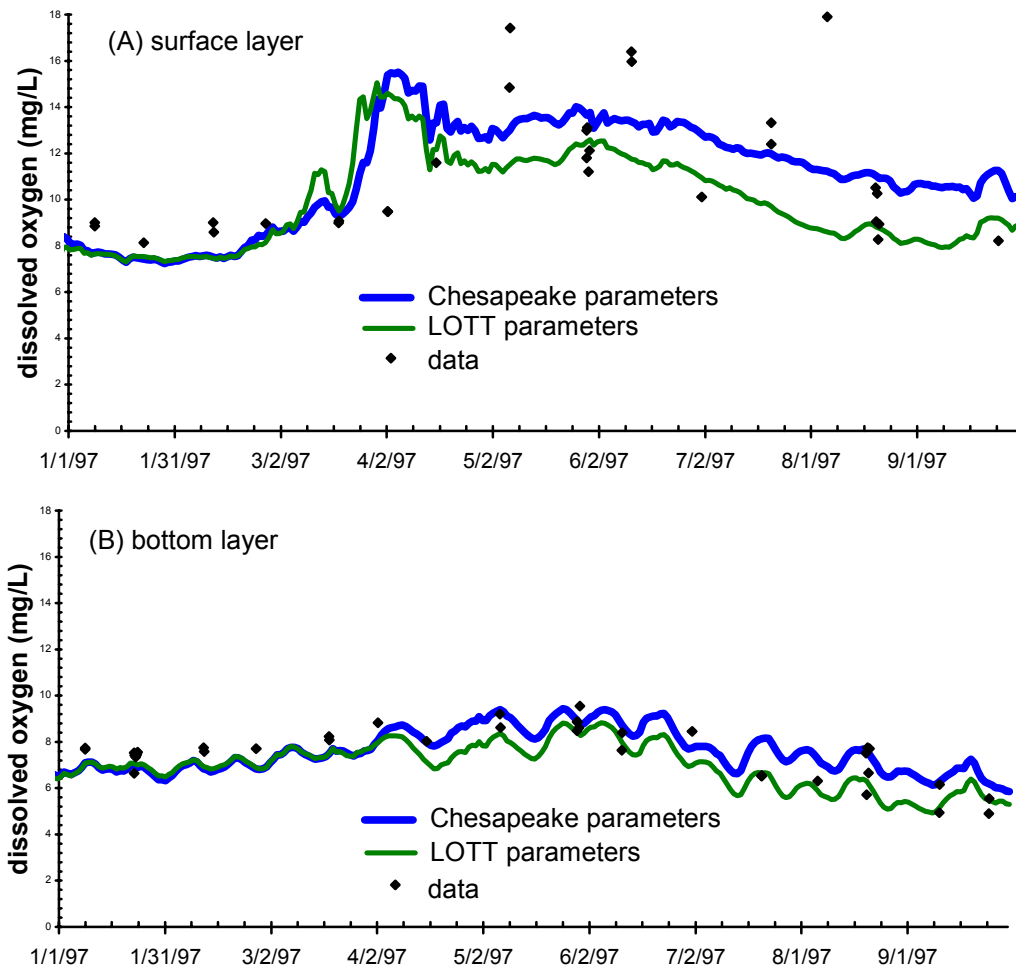 (A) surface layer
dissolved oxygen (mg/L)
18
16
14
12
10
8
6
4
2
0
Chesapeake parameters
LOTT parameters
data
1/1/97 1/31/97 3/2/97 4/2/97 5/2/97 6/2/97 7/2/97 8/1/97 9/1/97
(B) bottom layer
dissolved oxygen (mg/L)
18
16
14
12
10
8
6
4
2
0
Chesapeake parameters
LOTT parameters
data
1/1/97 1/31/97 3/2/97 4/2/97 5/2/97 6/2/97 7/2/97 8/1/97 9/1/97